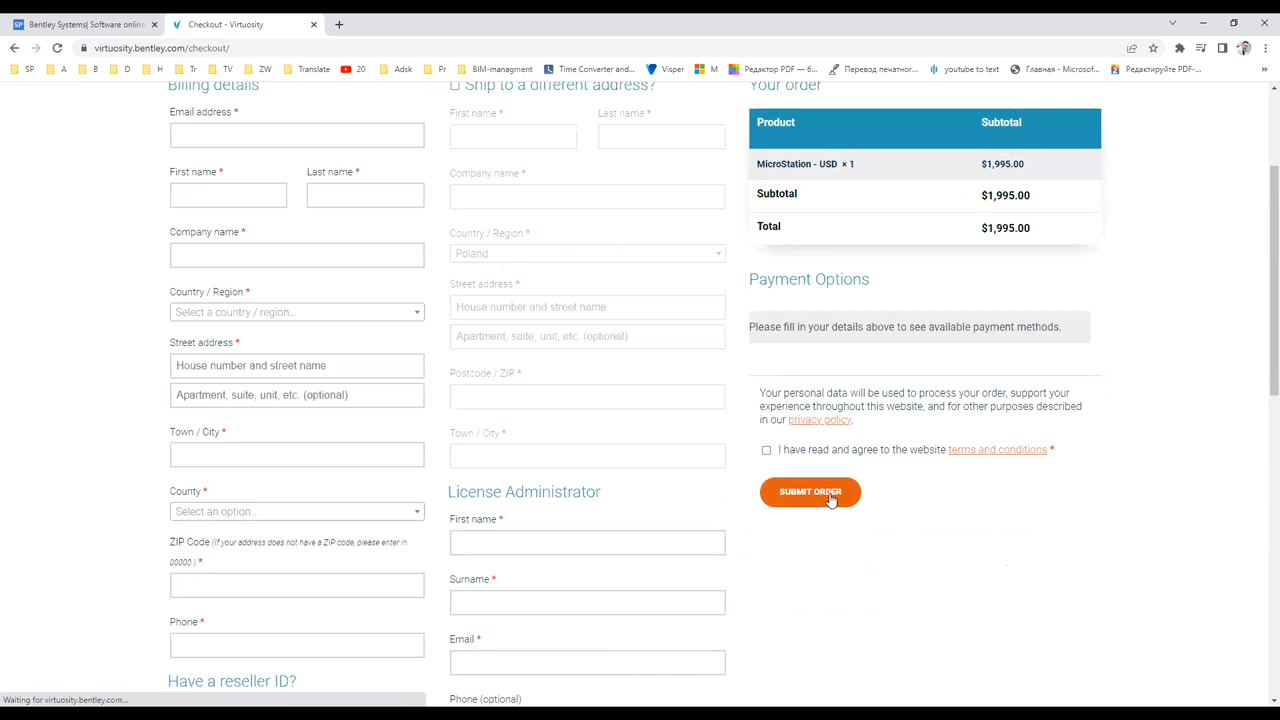 Bentley Systems| Software onlin
Checkout - Virtuosity
virtuosity.bentley.com/checkout/
SP
A
B
D
H
Tr
TV
ZW
Translate
20
Adsk
Pr
BIM-managment
Time Converter and...
Visper
M
Редактор PDF — б...
Перевод печатног...
youtube to text
Главная - Microsof...
Редактируйте PDF-...
Billing details
Email address *
First name *
Last name *
Company name *
Country / Region *
Select a country / region...
Street address *
House number and street name
Apartment, suite, unit, etc. (optional)
Town / City *
County *
Select an option...
ZIP Code (If your address does not have a ZIP code, please enter in
00000.) *
Phone *
Have a reseller ID?
Ship to a different address?
First name *
Last name *
Company name *
Country / Region *
Poland
Street address *
House number and street name
Apartment, suite, unit, etc. (optional)
Postcode / ZIP *
Town / City *
License Administrator
First name *
Surname *
Email *
Phone (optional)
Your order
Product Subtotal
MicroStation - USD × 1 $1,995.00
Subtotal $1,995.00
Total $1,995.00
Payment Options
Please fill in your details above to see available payment methods.
Your personal data will be used to process your order, support your
experience throughout this website, and for other purposes described
in our privacy policy.
I have read and agree to the website terms and conditions *
SUBMIT ORDER
Waiting for virtuosity.bentley.com...